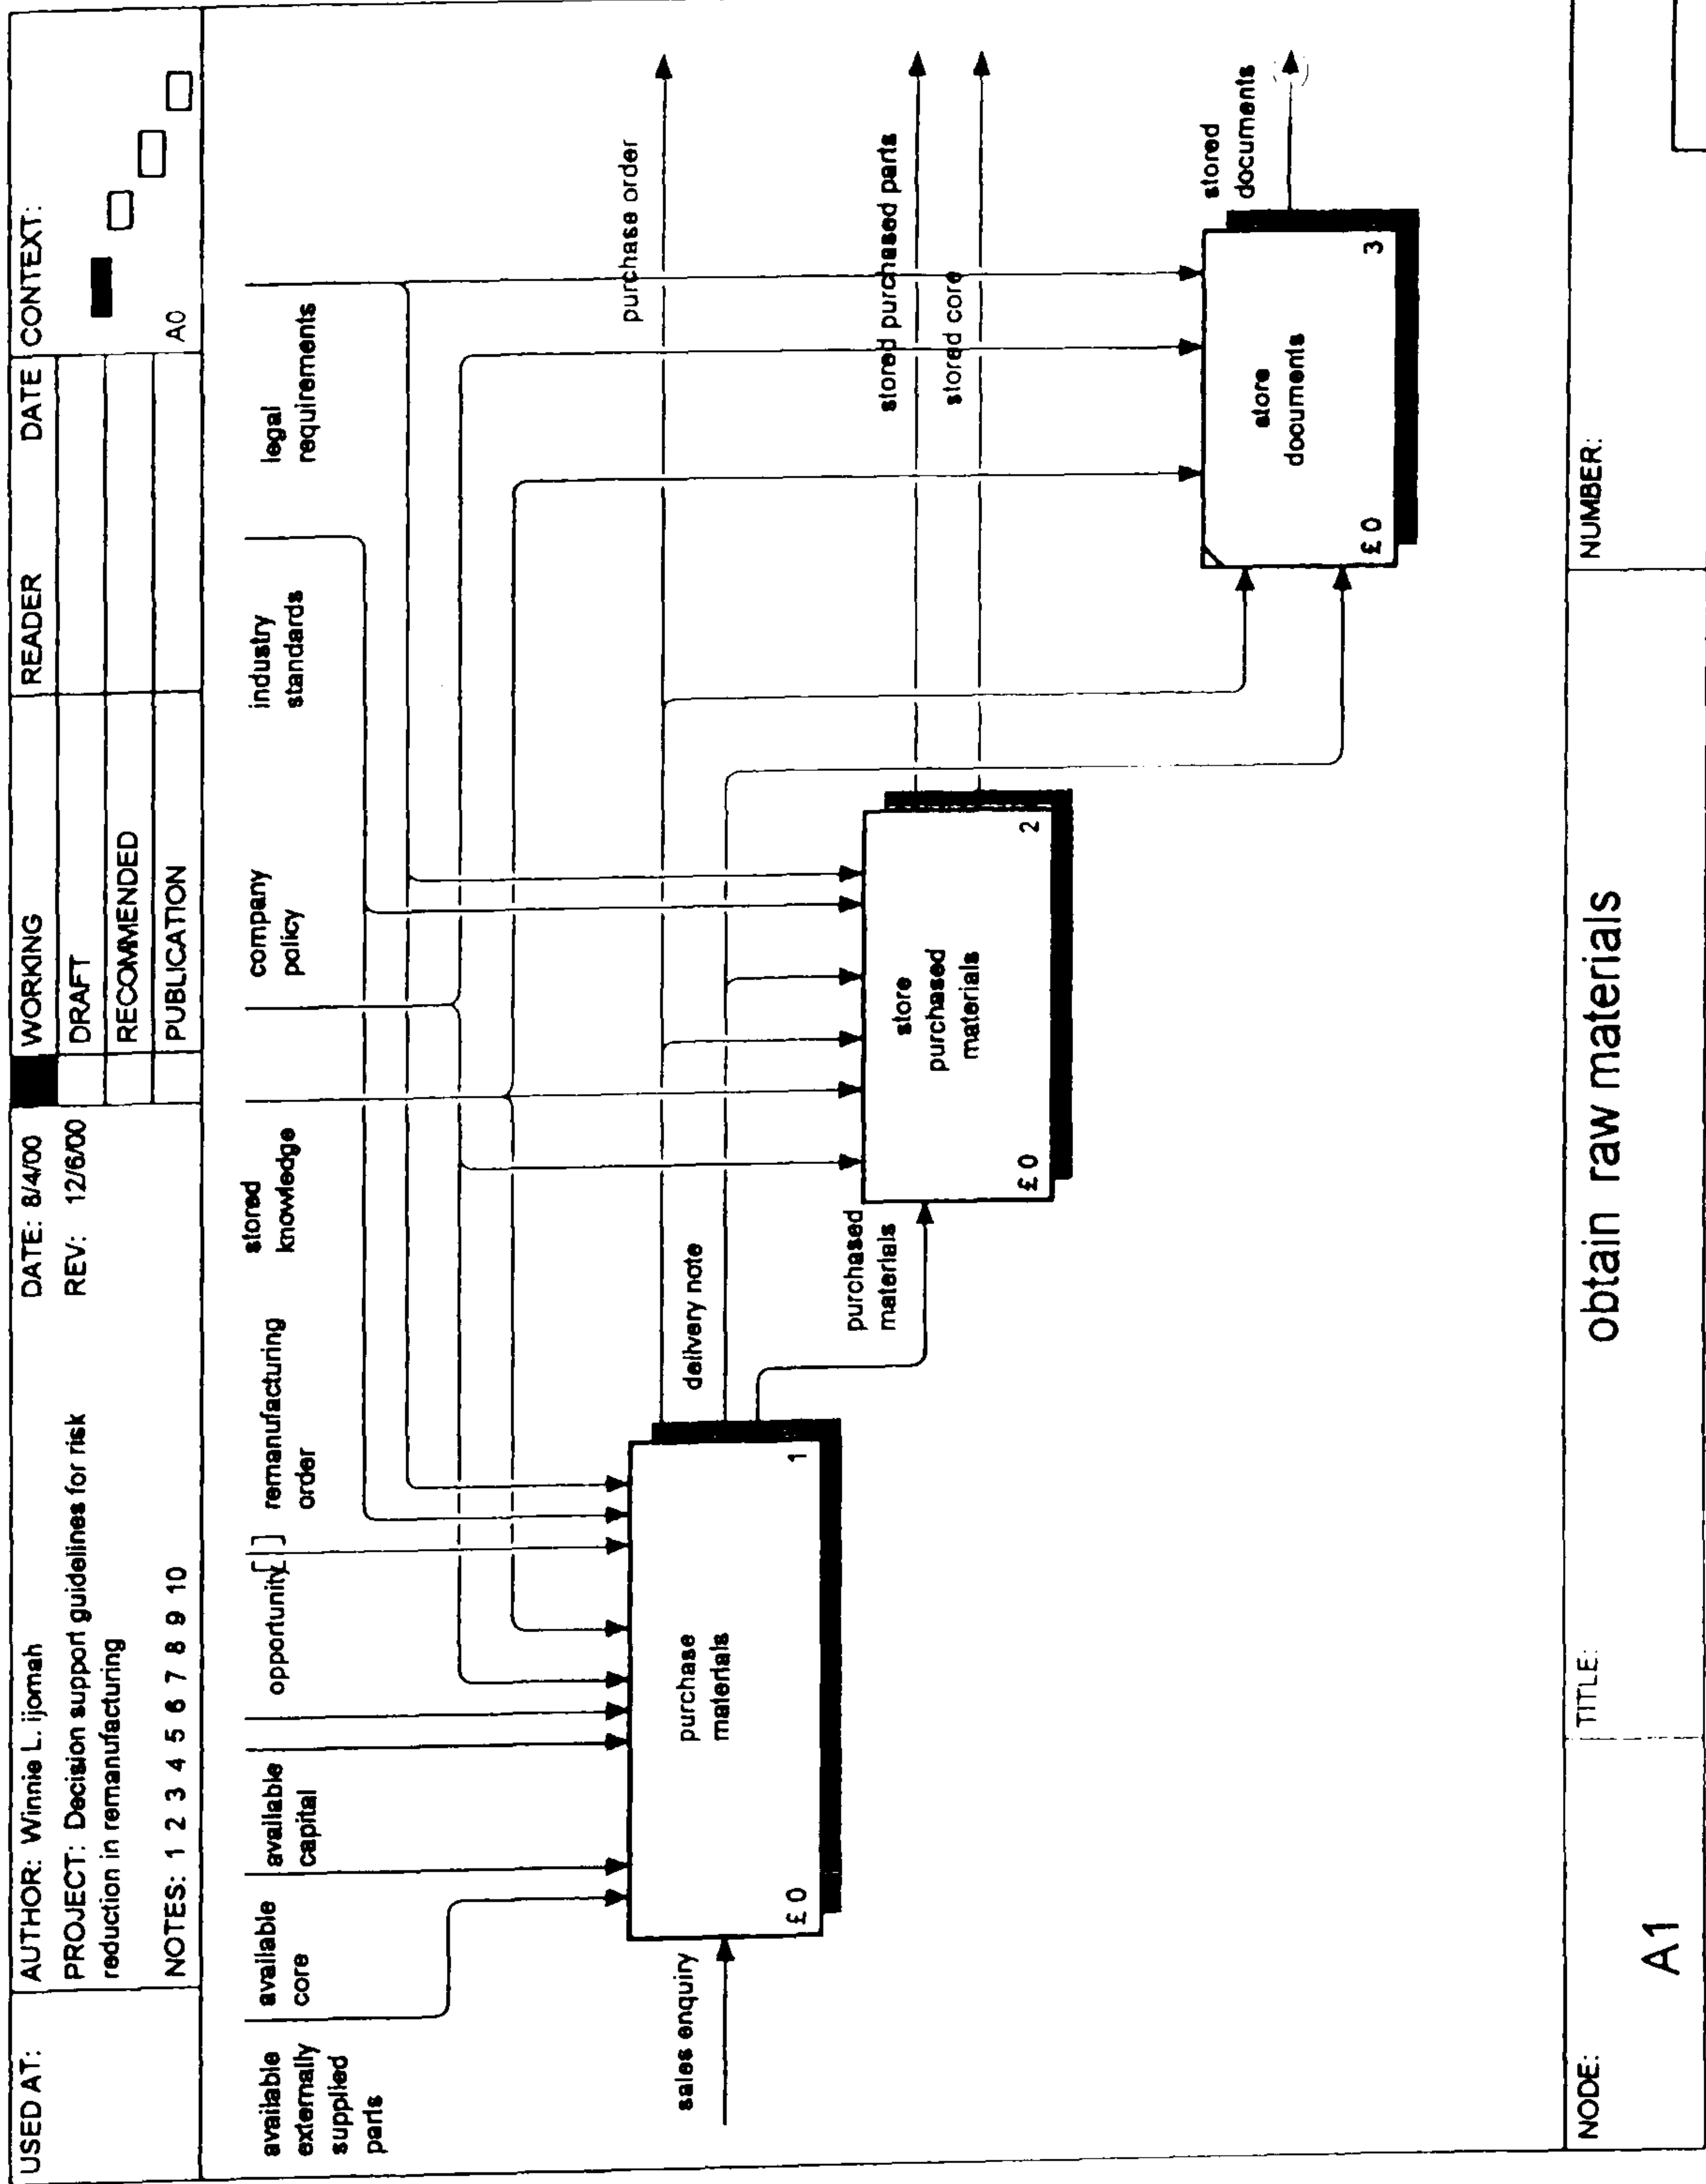 USED AT:
AUTHOR: Winnie L. Ijomah
PROJECT: Decision support guidelines for risk
reduction in remanufacturing
NOTES: 1 2 3 4 5 6 7 8 9 10
DATE: 8/4/00
REV: 12/6/00
WORKING
DRAFT
RECOMMENDED
PUBLICATION
READER
DATE
CONTEXT:
A0
available
externally
supplied
parts
available
core
available
capital
opportunity[ ]
remanufacturing
order
stored
knowledge
company
policy
industry
standards
legal
requirements
sales enquiry
purchase
materials
£ 0
1
delivery note
purchased
materials
store
purchased
materials
£ 0
2
purchase order
stored purchased parts
stored core
store
documents
£ 0
3
stored
documents
NODE:
A1
TITLE:
obtain raw materials
NUMBER: